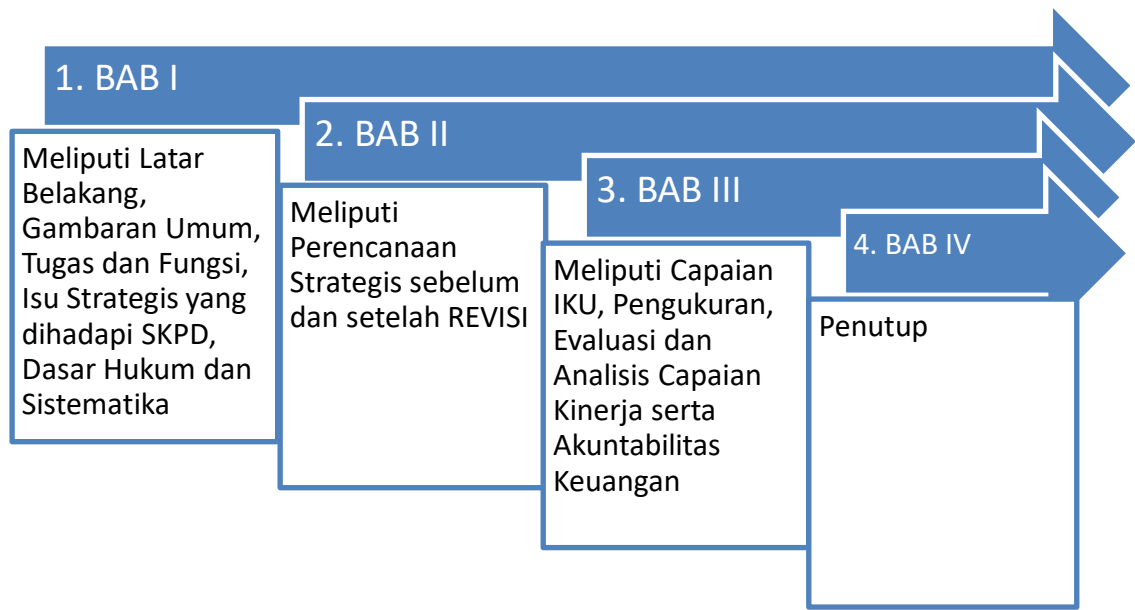 1. BAB I
Meliputi Latar
Belakang,
Gambaran Umum,
Tugas dan Fungsi,
Isu Strategis yang
dihadapi SKPD,
Dasar Hukum dan
Sistematika
2. BAB II
Meliputi
Perencanaan
Strategis sebelum
dan setelah REVISI
3. BAB III
Meliputi Capaian
IKU, Pengukuran,
Evaluasi dan
Analisis Capaian
Kinerja serta
Akuntabilitas
Keuangan
4. BAB IV
Penutup